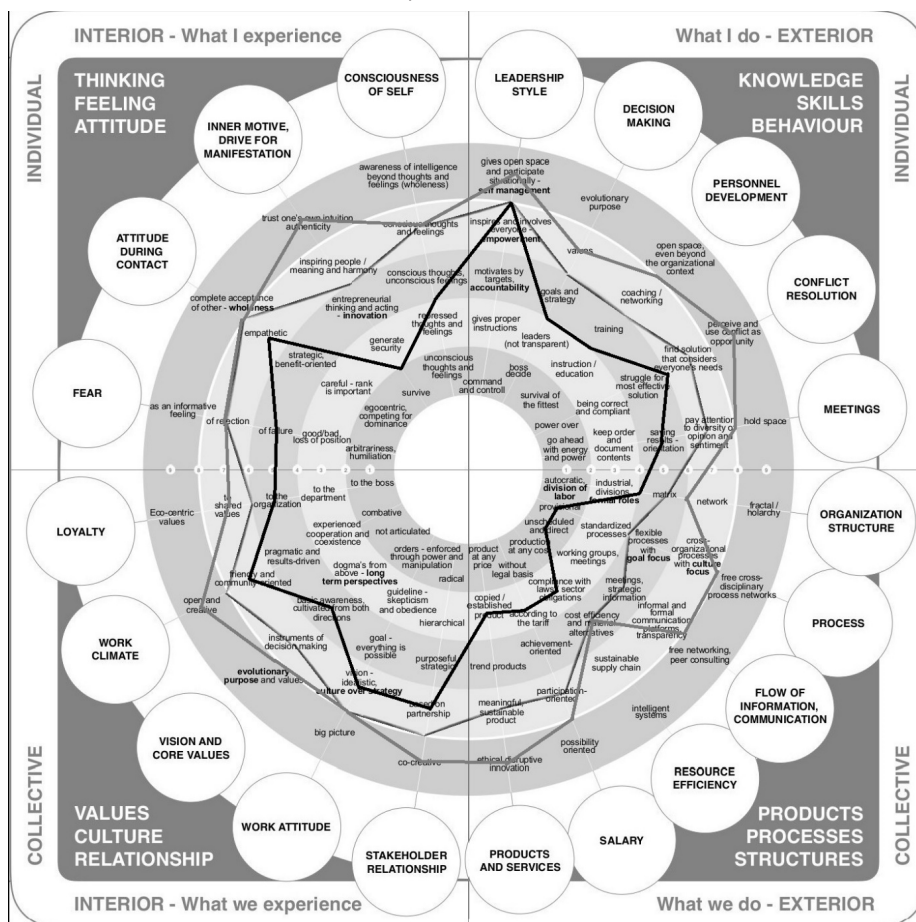 INTERIOR - What I experience
What I do - EXTERIOR
INDIVIDUAL
INDIVIDUAL
THINKING
FEELING
ATTITUDE
KNOWLEDGE
SKILLS
BEHAVIOUR
CONSCIOUSNESS
OF SELF
LEADERSHIP
STYLE
DECISION
MAKING
INNER MOTIVE,
DRIVE FOR
MANIFESTATION
PERSONNEL
DEVELOPMENT
ATTITUDE
DURING
CONTACT
CONFLICT
RESOLUTION
FEAR
MEETINGS
LOYALTY
ORGANIZATION
STRUCTURE
WORK
CLIMATE
PROCESS
VISION AND
CORE VALUES
FLOW OF
INFORMATION,
COMMUNICATION
WORK ATTITUDE
RESOURCE
EFFICIENCY
STAKEHOLDER
RELATIONSHIP
PRODUCTS
AND SERVICES
SALARY
awareness of intelligence
beyond thoughts and
feelings (wholeness)
conscious thoughts
and feelings
conscious thoughts,
unconscious feelings
repressed
thoughts and
feelings
unconscious
thoughts and
feelings
gives open space
and participate
situationally -
self management
inspires and involves
everyone -
empowerment
motivates by
targets,
accountability
gives proper
instructions
command
and controll
evolutionary
purpose
values
goals and
strategy
leaders
(not transparent)
boss
decide
open space,
even beyond
the organizational
context
coaching /
networking
training
instruction /
education
survival of
the fittest
perceive and
use conflict as
opportunity
find solution
that considers
everyone's needs
struggle for
most effective
solution
being correct
and compliant
power over
hold space
pay attention
to diversity of
opinion and
sentiment
saving
results -
orientation
keep order
and
document
contents
go ahead
with energy
and power
trust one's own intuition
authenticity
inspiring people /
meaning and harmony
entrepreneurial
thinking and acting
- innovation
generate
security
survive
complete acceptance
of other - wholeness
empathetic
strategic,
benefit-oriented
careful - rank
is important
egocentric,
competing for
dominance
as an informative
feeling
of rejection
of failure
good/bad,
loss of position
arbitrariness,
humiliation
Eco-centric
values
to
shared
values
to the
organization
to the
department
to the boss
open and
creative
friendly and
community-oriented
pragmatic and
results-driven
experienced
cooperation and
coexistence
combative
evolutionary
purpose and values
instruments of
decision making
basic awareness,
cultivated from both
directions
dogma's from
above - long
term perspectives
not articulated
big picture
vision -
idealistic,
culture over strategy
goal -
everything is
possible
guideline -
skepticism
and obedience
orders - enforced
through power and
manipulation
co-creative
based on
partnership
purposeful,
strategic
hierarchical
radical
ethical disruptive
innovation
meaningful,
sustainable
product
trend products
copied /
established
product
product
at any
price
possibility
oriented
participation-
oriented
achievement-
oriented
according to
the tariff
without
legal basis
intelligent
systems
sustainable
supply chain
cost efficiency
and material
alternatives
compliance with
laws, sector
obligations
production
at any cost
free networking,
peer consulting
informal and
formal
communication
platforms,
transparency
meetings,
strategic
information
working groups,
meetings
unscheduled
and direct
free cross-
disciplinary
process networks
cross-
organizational
processes
with culture
focus
flexible
processes
with
goal focus
standardized
processes
provisional
fractal /
holarchy
network
matrix
industrial,
divisions,
formal roles
autocratic,
division of
labor
COLLECTIVE
COLLECTIVE
VALUES
CULTURE
RELATIONSHIP
PRODUCTS
PROCESSES
STRUCTURES
INTERIOR - What we experience
What we do - EXTERIOR